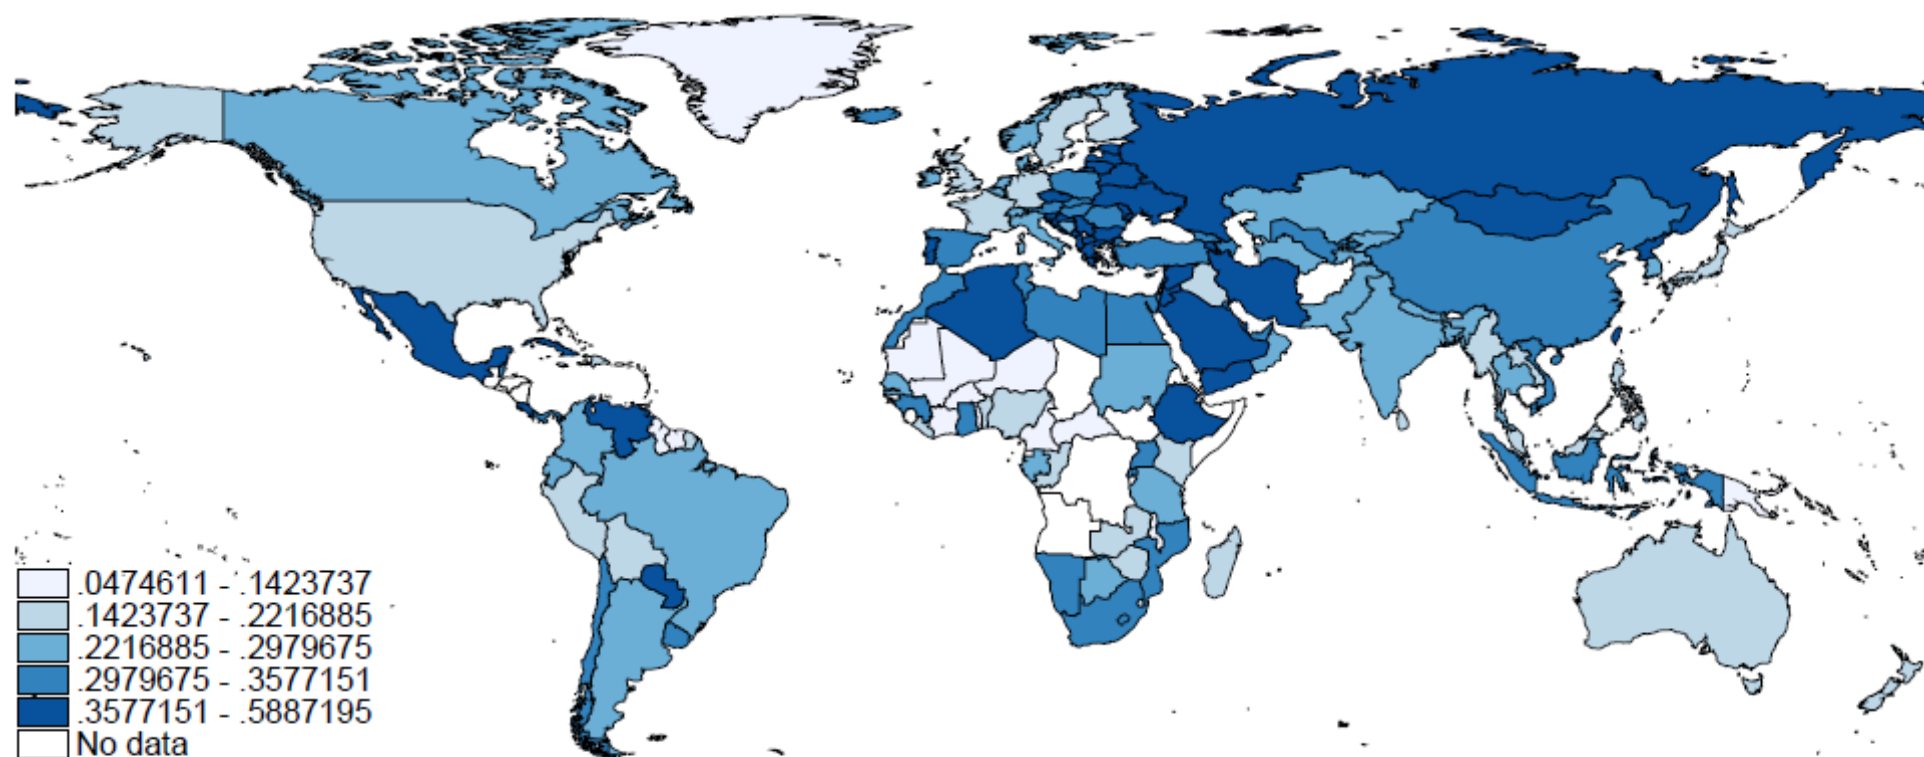 .0474611 - .1423737
.1423737 - .2216885
.2216885 - .2979675
.2979675 - .3577151
.3577151 - .5887195
No data